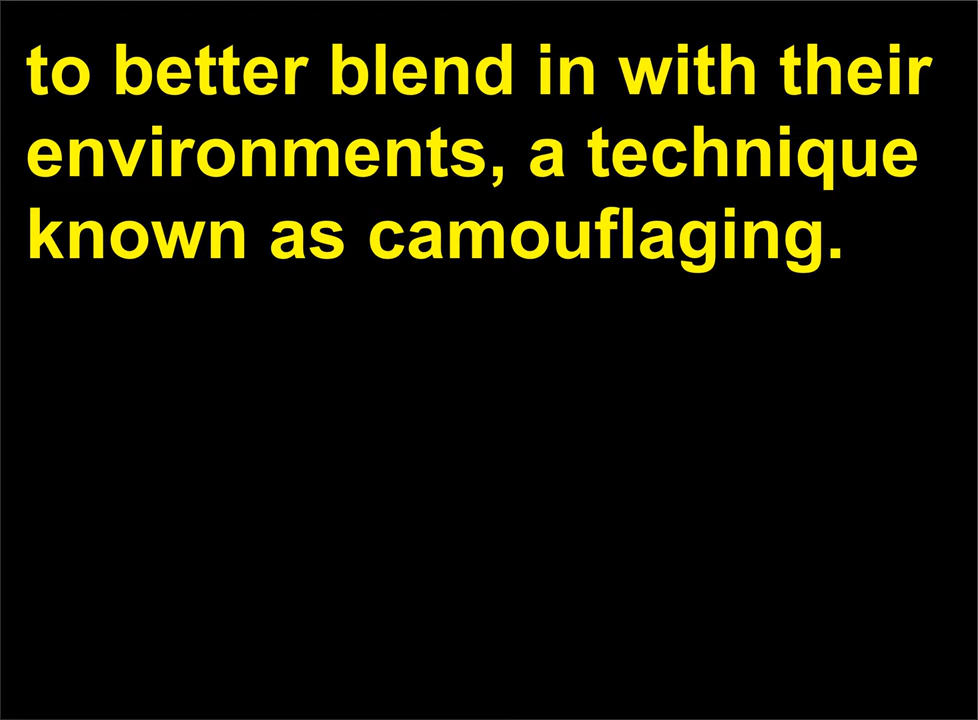 to better blend in with their
environments, a technique
known as camouflaging.